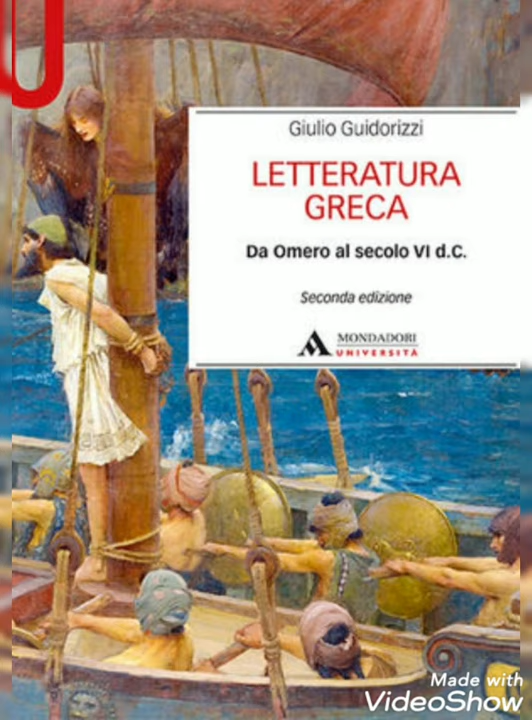 U
Giulio Guidorizzi
LETTERATURA
GRECA
Da Omero al secolo VI d.C.
Seconda edizione
MONDADORI
UNIVERSITÀ
Made with
VideoShow